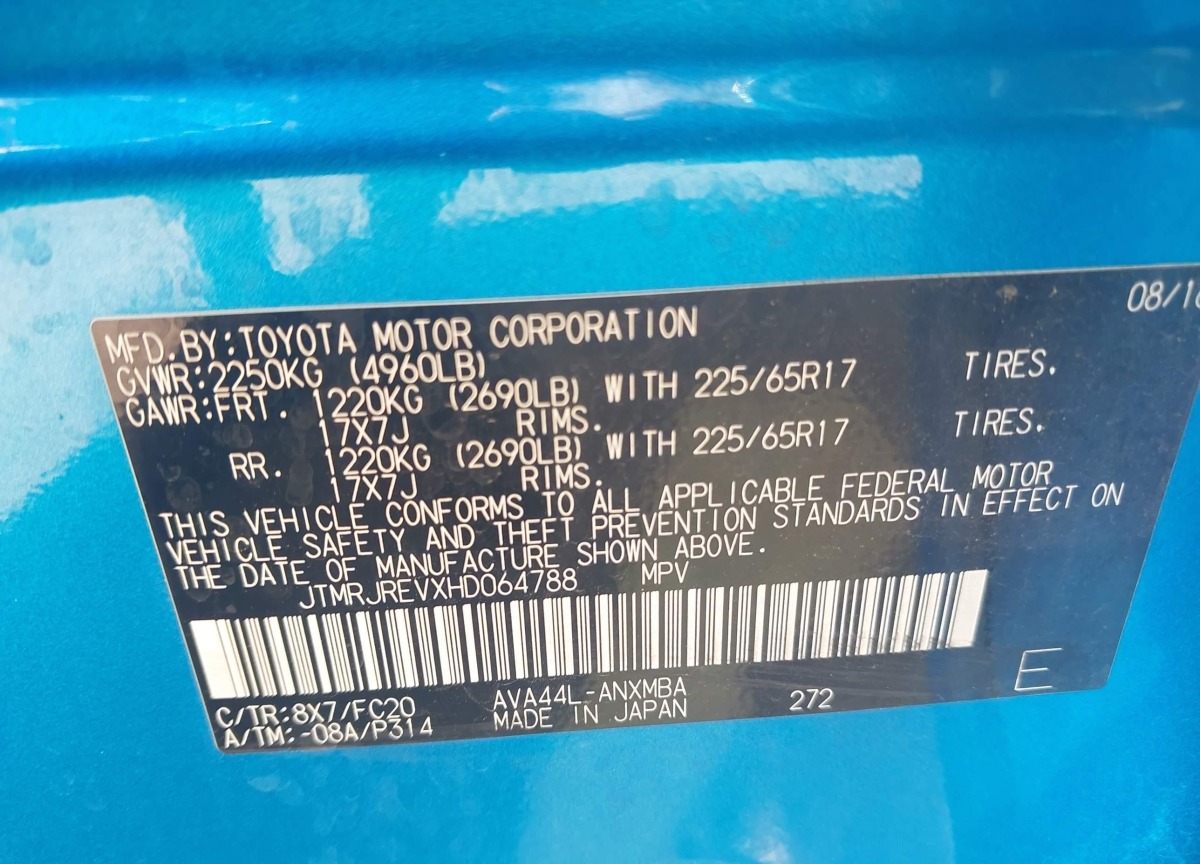 08/1
MFD.BY:TOYOTA MOTOR CORPORATION
GVWR:2250KG (4960LB)
GAWR:FRT. 1220KG (2690LB) WITH 225/65R17 TIRES.
17X7J RIMS.
RR. 1220KG (2690LB) WITH 225/65R17 TIRES.
17X7J RIMS.
THIS VEHICLE CONFORMS TO ALL APPLICABLE FEDERAL MOTOR
VEHICLE SAFETY AND THEFT PREVENTION STANDARDS IN EFFECT ON
THE DATE OF MANUFACTURE SHOWN ABOVE.
JTMRJREVXHD064788 MPV
C/TR:8X7/FC20 AVA44L-ANXMBA 272 E
A/TM:-08A/P314 MADE IN JAPAN